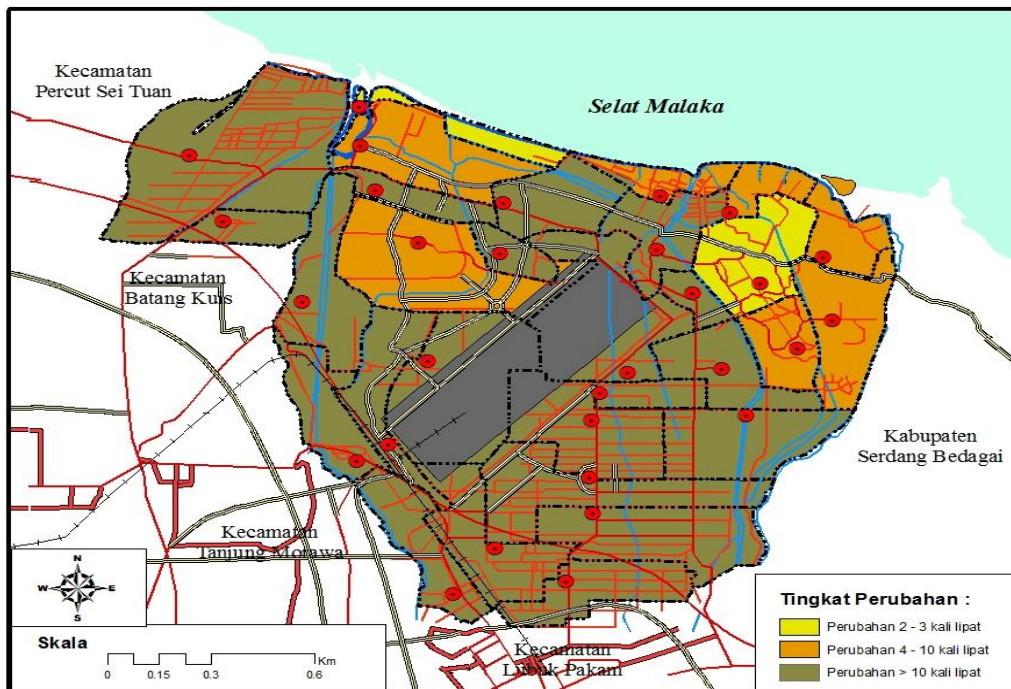 Kecamatan
Percut Sei Tuan
Selat Malaka
Kecamatan
Batang Kuis
Kabupaten
Serdang Bedagai
Kecamatan
Tanjung Morawa
Kecamatan
Lubuk Pakam
N
W E
S
Skala
Km
0 0.15 0.3 0.6
Tingkat Perubahan :
Perubahan 2 - 3 kali lipat
Perubahan 4 - 10 kali lipat
Perubahan > 10 kali lipat